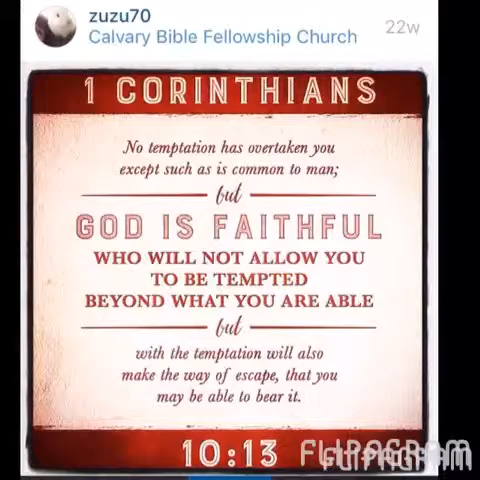 zuzu70
Calvary Bible Fellowship Church
22w
1 CORINTHIANS
No temptation has overtaken you
except such as is common to man;
but
GOD IS FAITHFUL
WHO WILL NOT ALLOW YOU
TO BE TEMPTED
BEYOND WHAT YOU ARE ABLE
but
with the temptation will also
make the way of escape, that you
may be able to bear it.
10:13
FLIPAGRAM
FLIPAGRAM